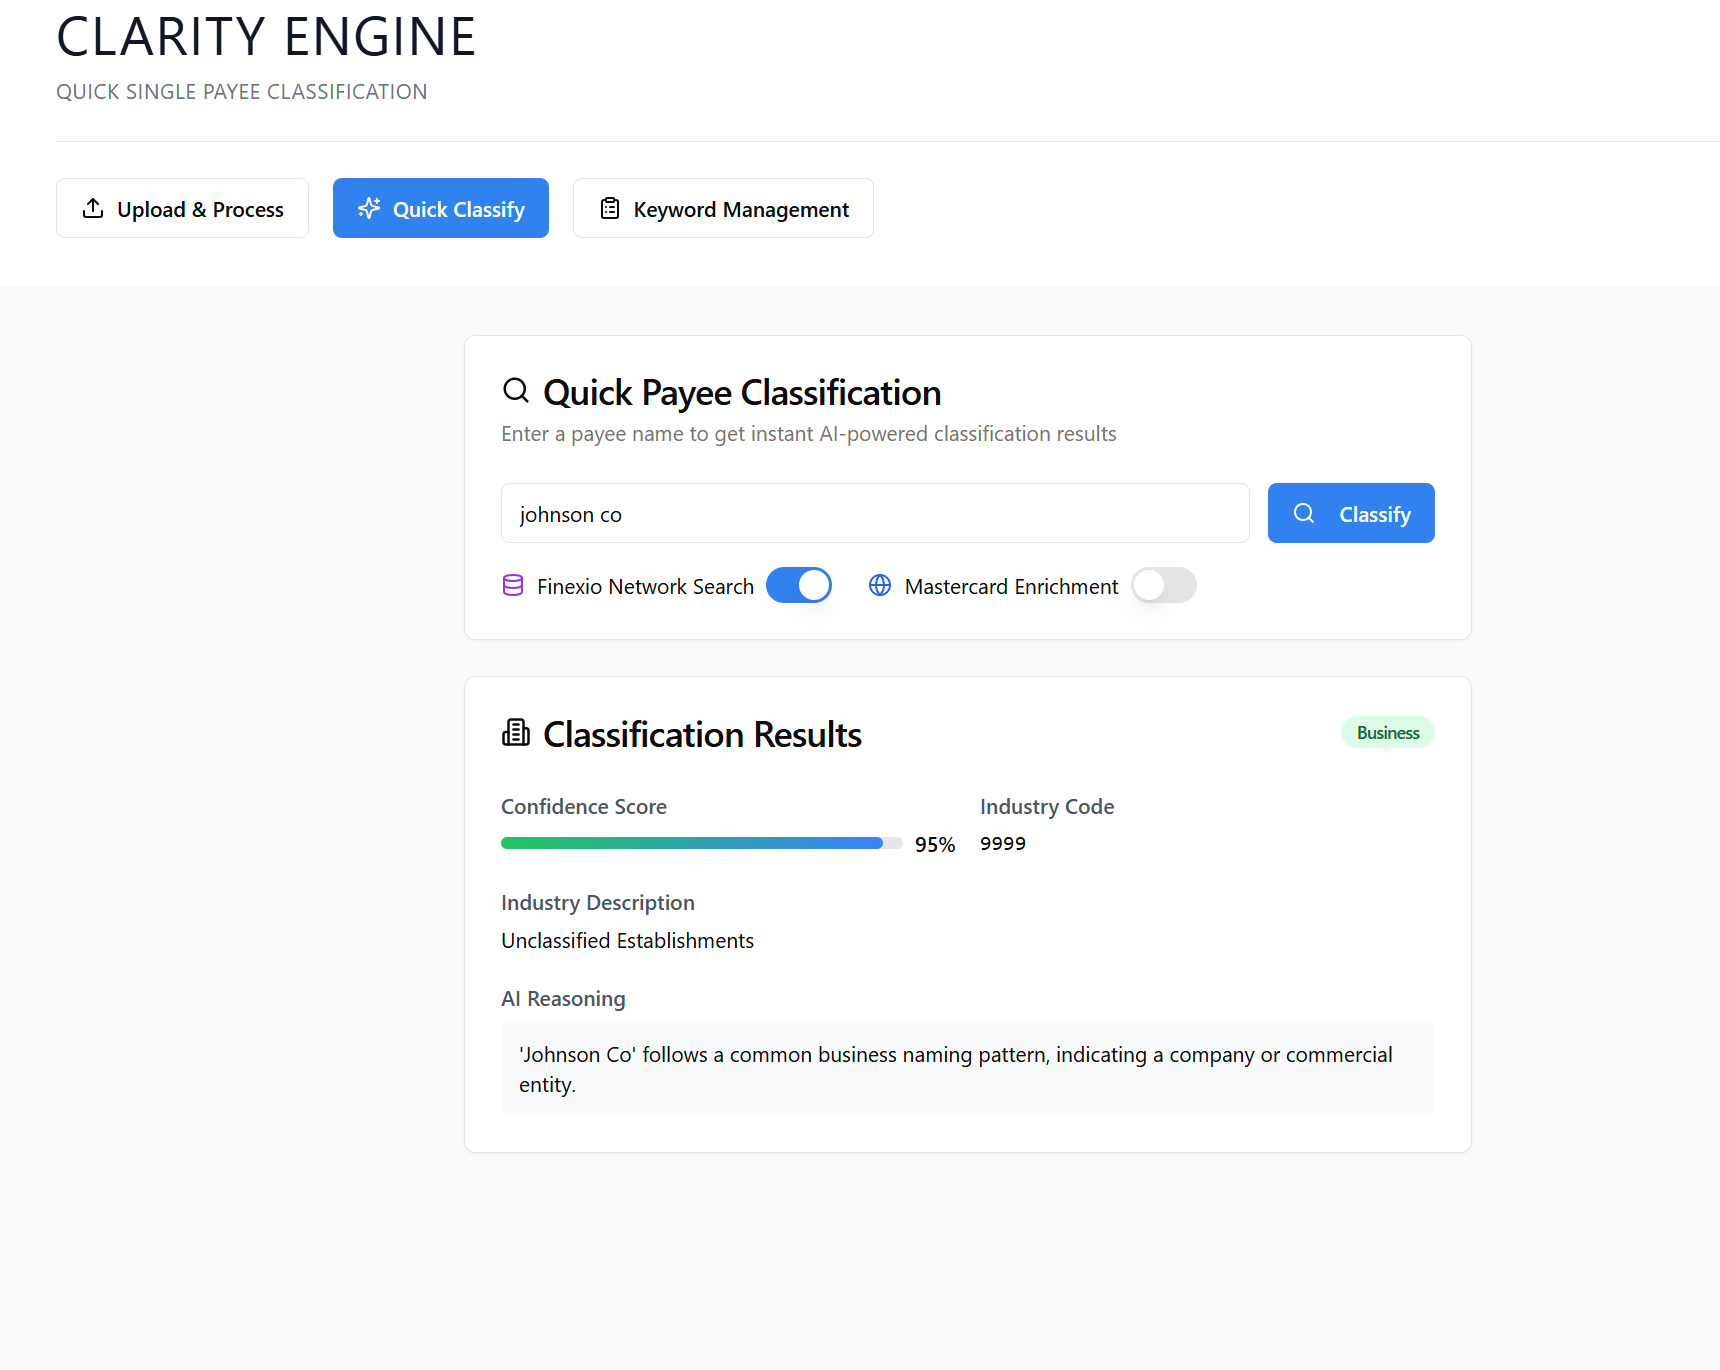 CLARITY ENGINE
QUICK SINGLE PAYEE CLASSIFICATION
Upload & Process
Quick Classify
Keyword Management
Quick Payee Classification
Enter a payee name to get instant AI-powered classification results
johnson co
Classify
Finexio Network Search
Mastercard Enrichment
Classification Results
Business
Confidence Score
95%
Industry Code
9999
Industry Description
Unclassified Establishments
AI Reasoning
'Johnson Co' follows a common business naming pattern, indicating a company or commercial
entity.